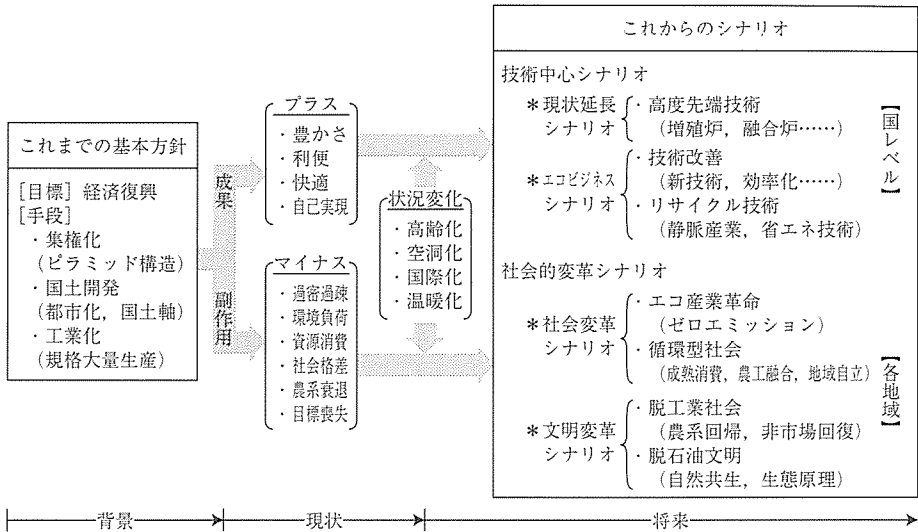 これまでの基本方針
[目標] 経済復興
[手段]
・集権化
(ピラミッド構造)
・国土開発
(都市化，国土軸)
・工業化
(規格大量生産)
成果
副作用
プラス
・豊かさ
・利便
・快適
・自己実現
マイナス
・過密過疎
・環境負荷
・資源消費
・社会格差
・農系衰退
・目標喪失
状況変化
・高齢化
・空洞化
・国際化
・温暖化
これからのシナリオ
技術中心シナリオ
＊現状延長
シナリオ
・高度先端技術
(増殖炉，融合炉……)
＊エコビジネス
シナリオ
・技術改善
(新技術，効率化……)
・リサイクル技術
(静脈産業，省エネ技術)
【国レベル】
社会的変革シナリオ
＊社会変革
シナリオ
・エコ産業革命
(ゼロエミッション)
・循環型社会
(成熟消費，農工融合，地域自立)
＊文明変革
シナリオ
・脱工業社会
(農系回帰，非市場回復)
・脱石油文明
(自然共生，生態原理)
【各地域】
背景
現状
将来